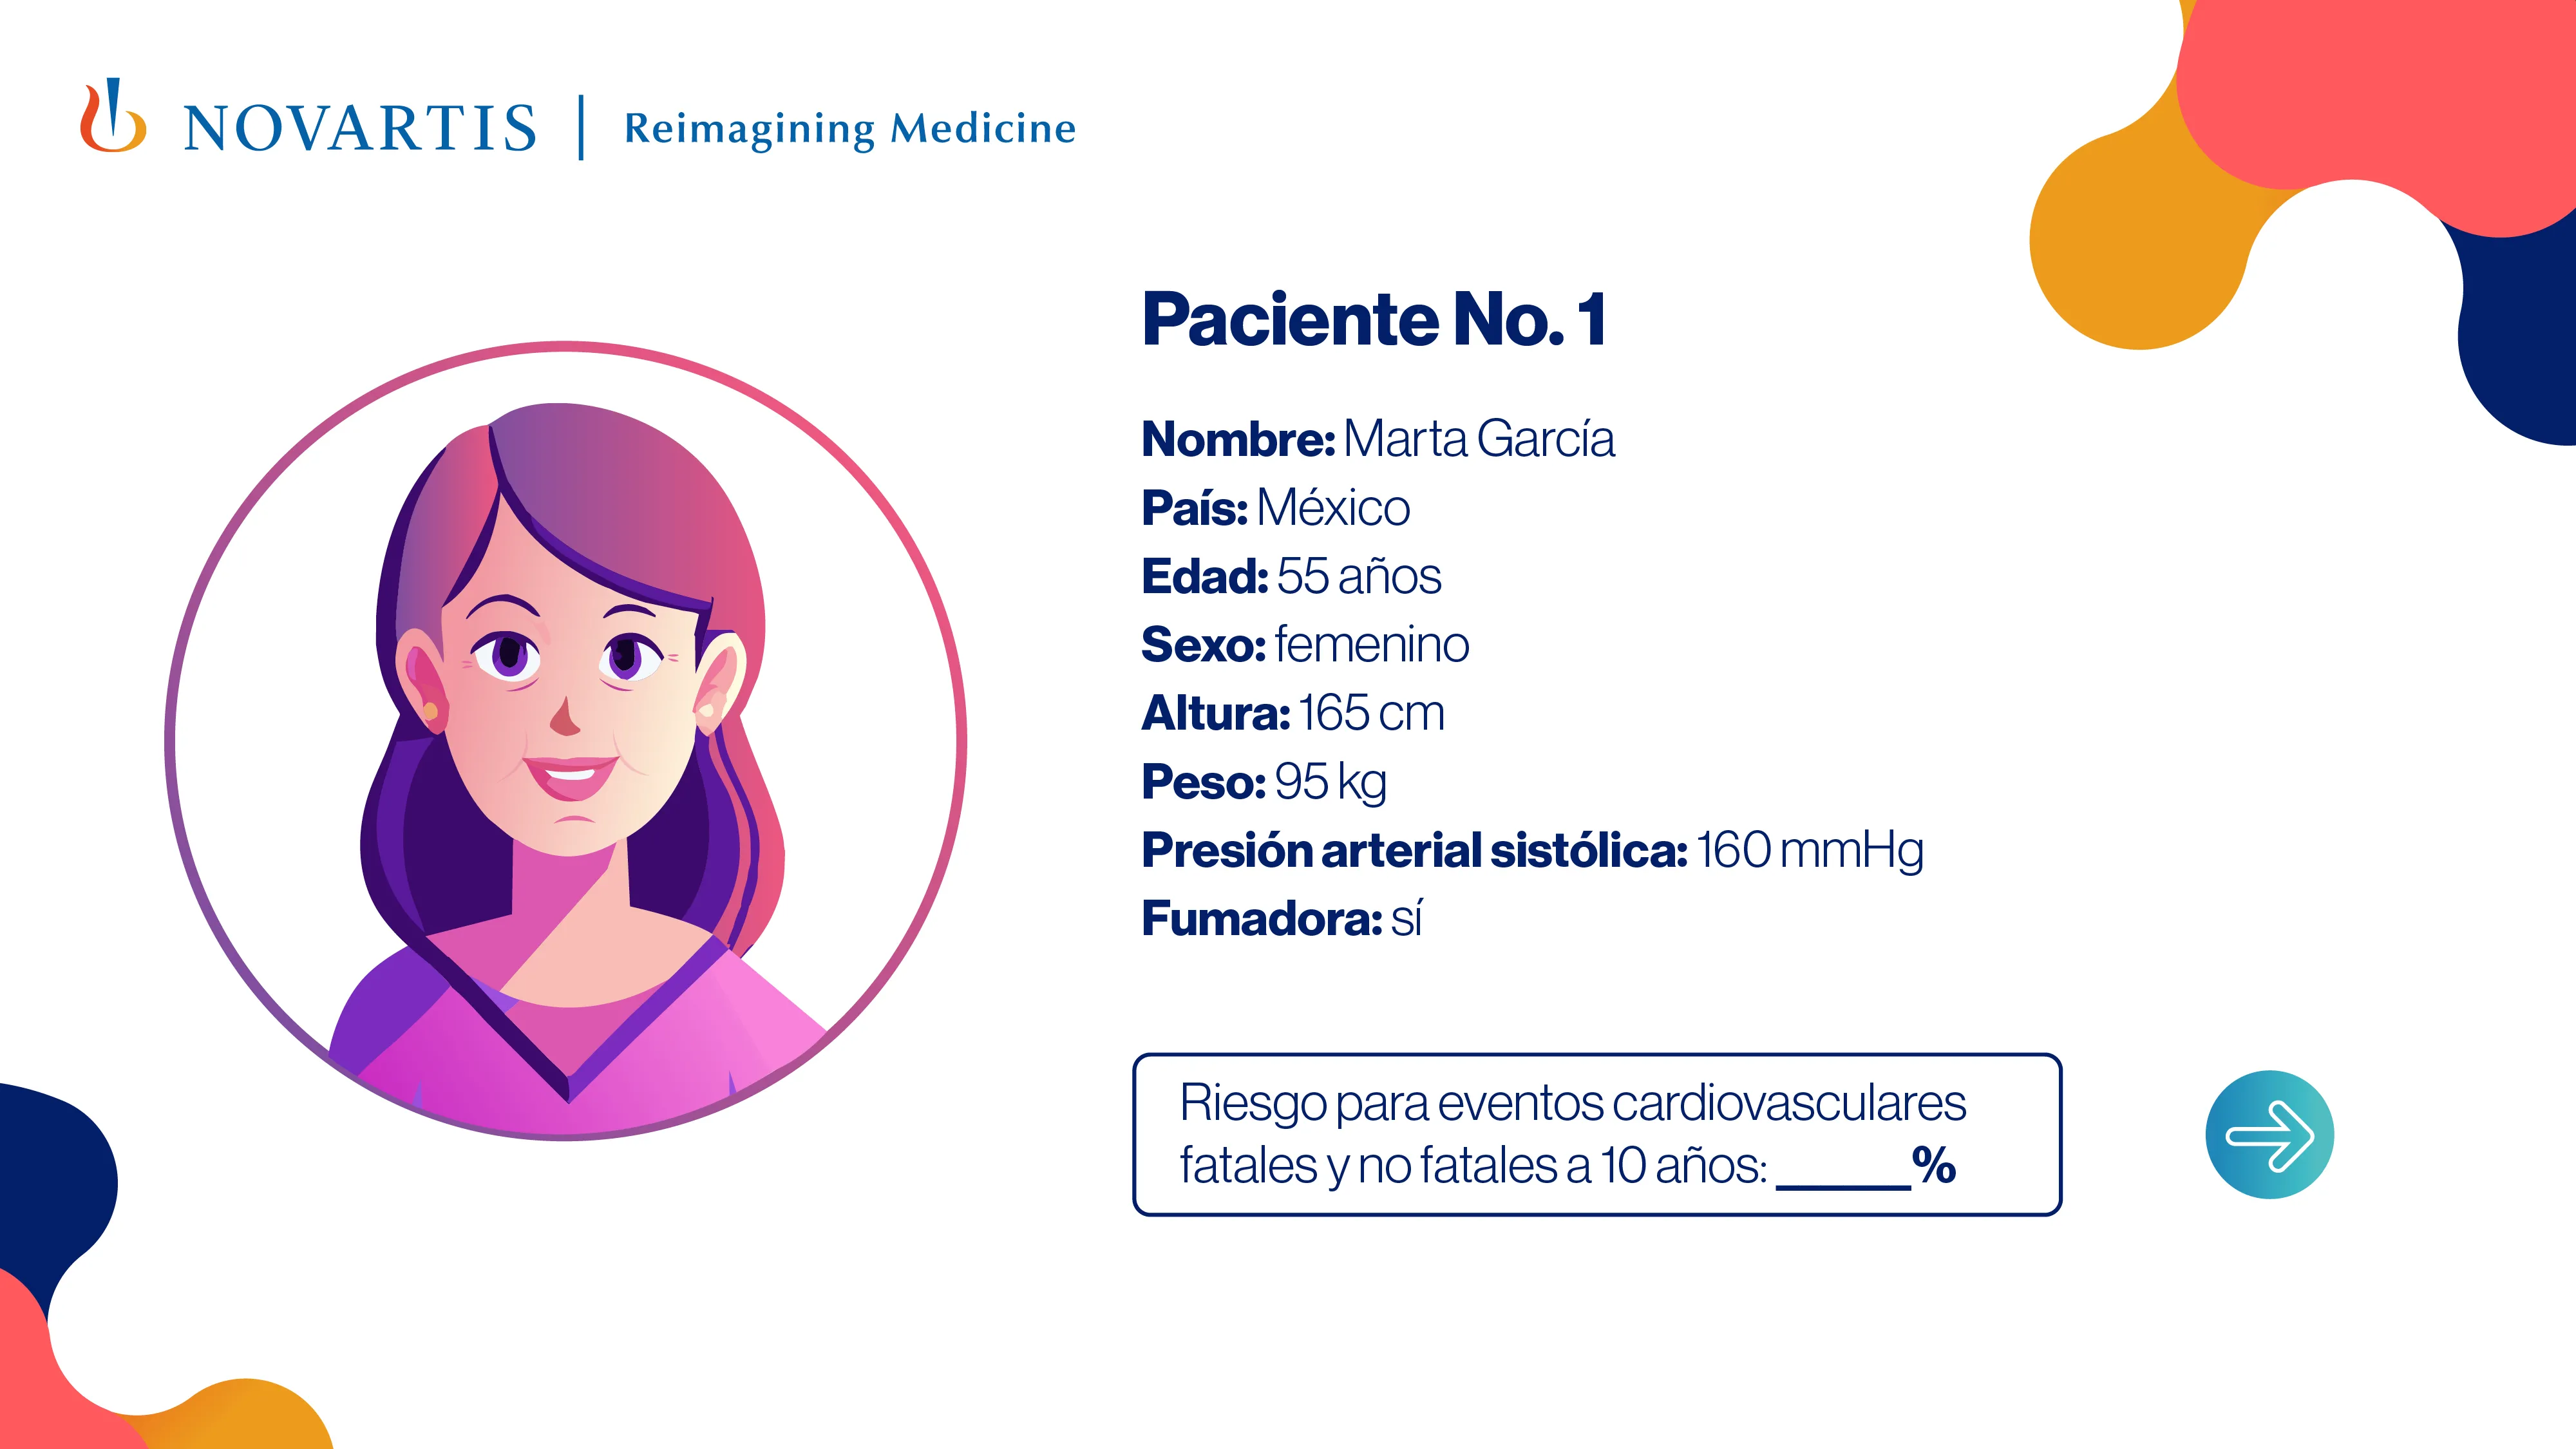 NOVARTIS | Reimagining Medicine
Paciente No. 1
Nombre: Marta García
País: México
Edad: 55 años
Sexo: femenino
Altura: 165 cm
Peso: 95 kg
Presión arterial sistólica: 160 mmHg
Fumadora: sí
Riesgo para eventos cardiovasculares
fatales y no fatales a 10 años: ______%